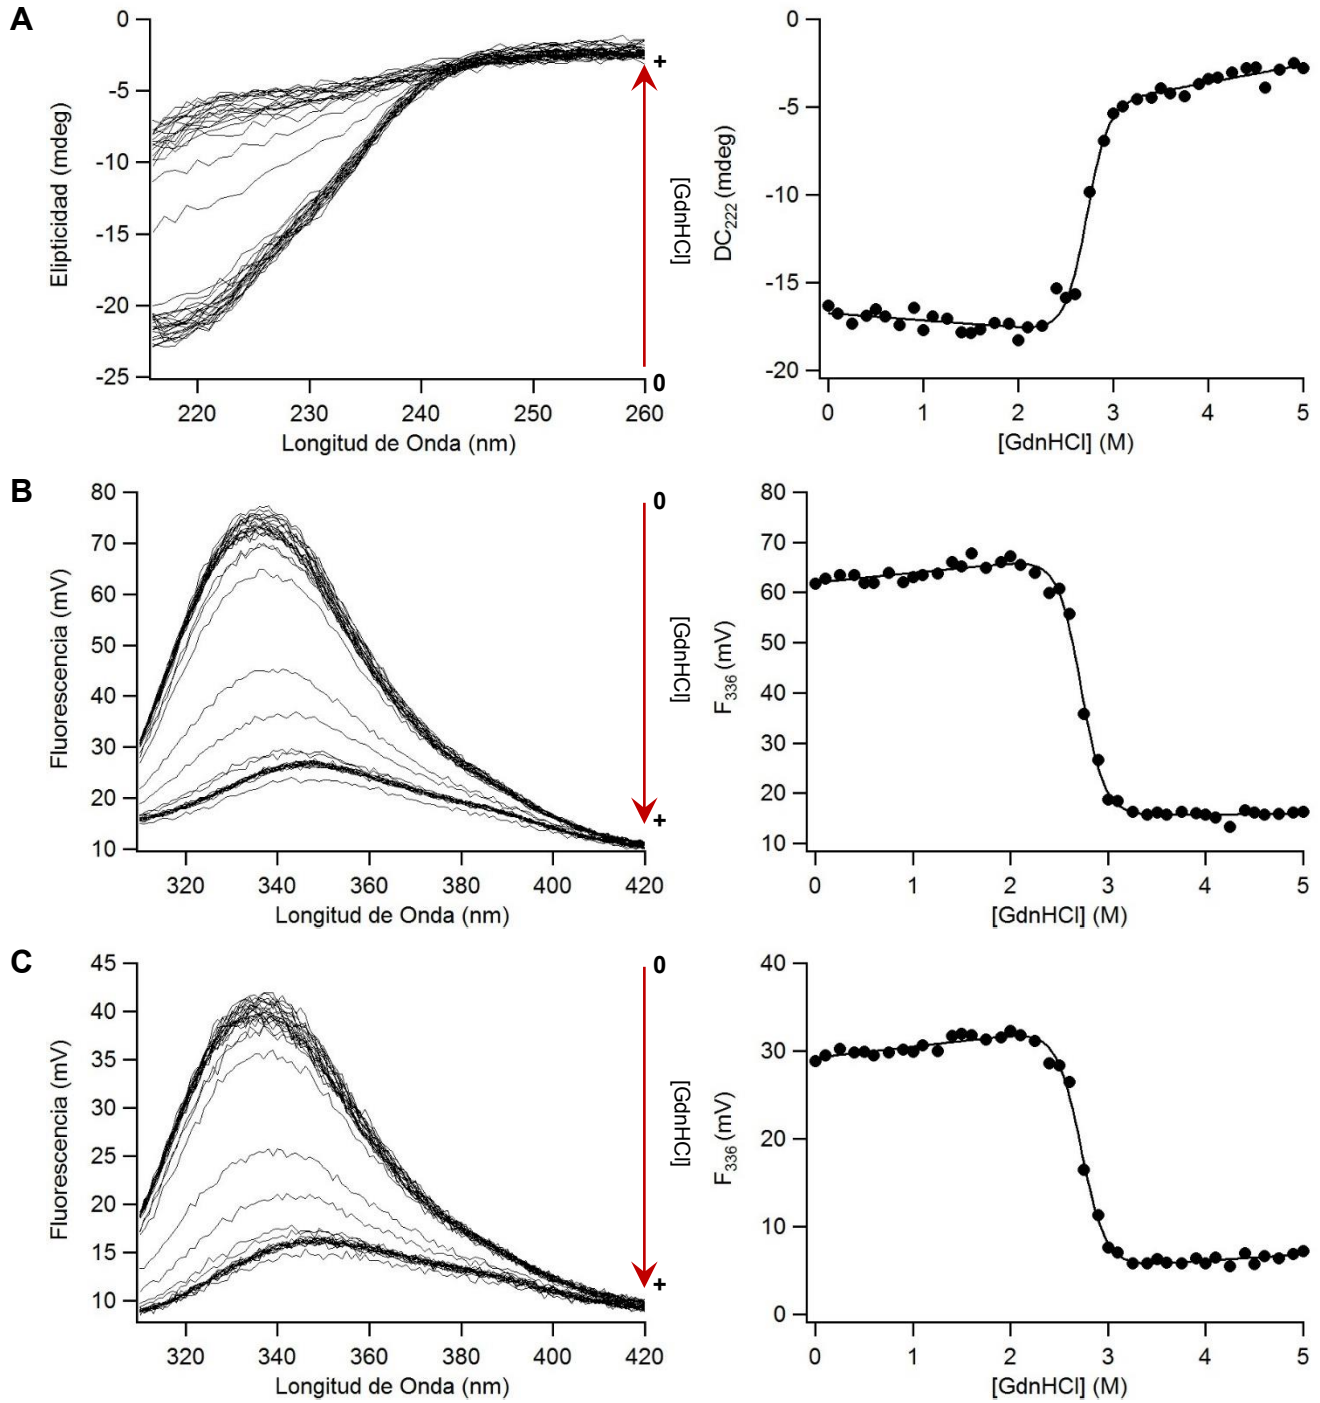 A
0
-5
-10
-15
-20
-25
Elipticidad (mdeg)
220 230 240 250 260
Longitud de Onda (nm)
+
[GdnHCl]
0
0
-5
-10
-15
-20
DC222 (mdeg)
0 1 2 3 4 5
[GdnHCl] (M)
B
80
70
60
50
40
30
20
10
Fluorescencia (mV)
320 340 360 380 400 420
Longitud de Onda (nm)
0
[GdnHCl]
+
80
70
60
50
40
30
20
10
F336 (mV)
0 1 2 3 4 5
[GdnHCl] (M)
C
45
40
35
30
25
20
15
10
Fluorescencia (mV)
320 340 360 380 400 420
Longitud de Onda (nm)
0
[GdnHCl]
+
40
30
20
10
0
F336 (mV)
0 1 2 3 4 5
[GdnHCl] (M)